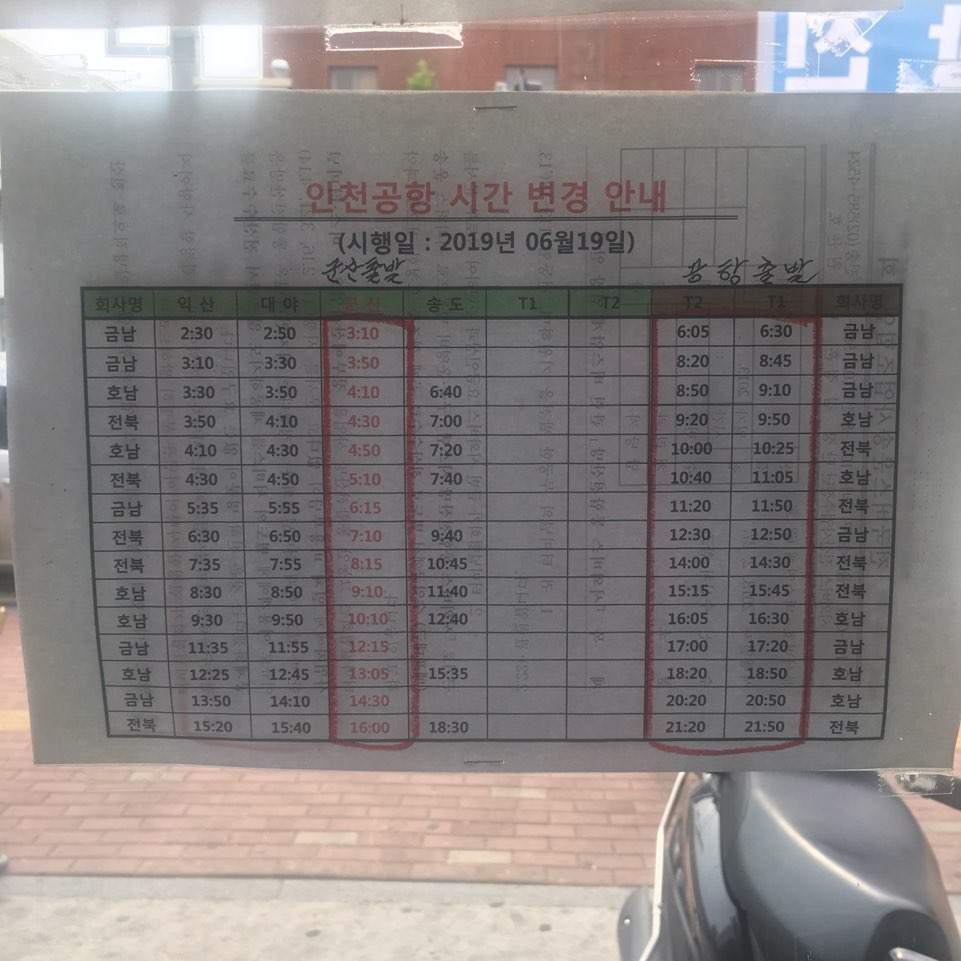 인천공항 시간 변경 안내
(시행일 : 2019년 06월19일)
군산출발 공항출발
회사명 익산 대야 군산 송도 T1 T2 T2 T1 회사명
금남 2:30 2:50 3:10 6:05 6:30 금남
금남 3:10 3:30 3:50 8:20 8:45 금남
호남 3:30 3:50 4:10 6:40 8:50 9:10 금남
전북 3:50 4:10 4:30 7:00 9:20 9:50 호남
호남 4:10 4:30 4:50 7:20 10:00 10:25 전북
전북 4:30 4:50 5:10 7:40 10:40 11:05 호남
금남 5:35 5:55 6:15 11:20 11:50 전북
전북 6:30 6:50 7:10 9:40 12:30 12:50 금남
전북 7:35 7:55 8:15 10:45 14:00 14:30 전북
호남 8:30 8:50 9:10 11:40 15:15 15:45 전북
호남 9:30 9:50 10:10 12:40 16:05 16:30 호남
금남 11:35 11:55 12:15 17:00 17:20 금남
호남 12:25 12:45 13:05 15:35 18:20 18:50 호남
금남 13:50 14:10 14:30 20:20 20:50 호남
전북 15:20 15:40 16:00 18:30 21:20 21:50 전북